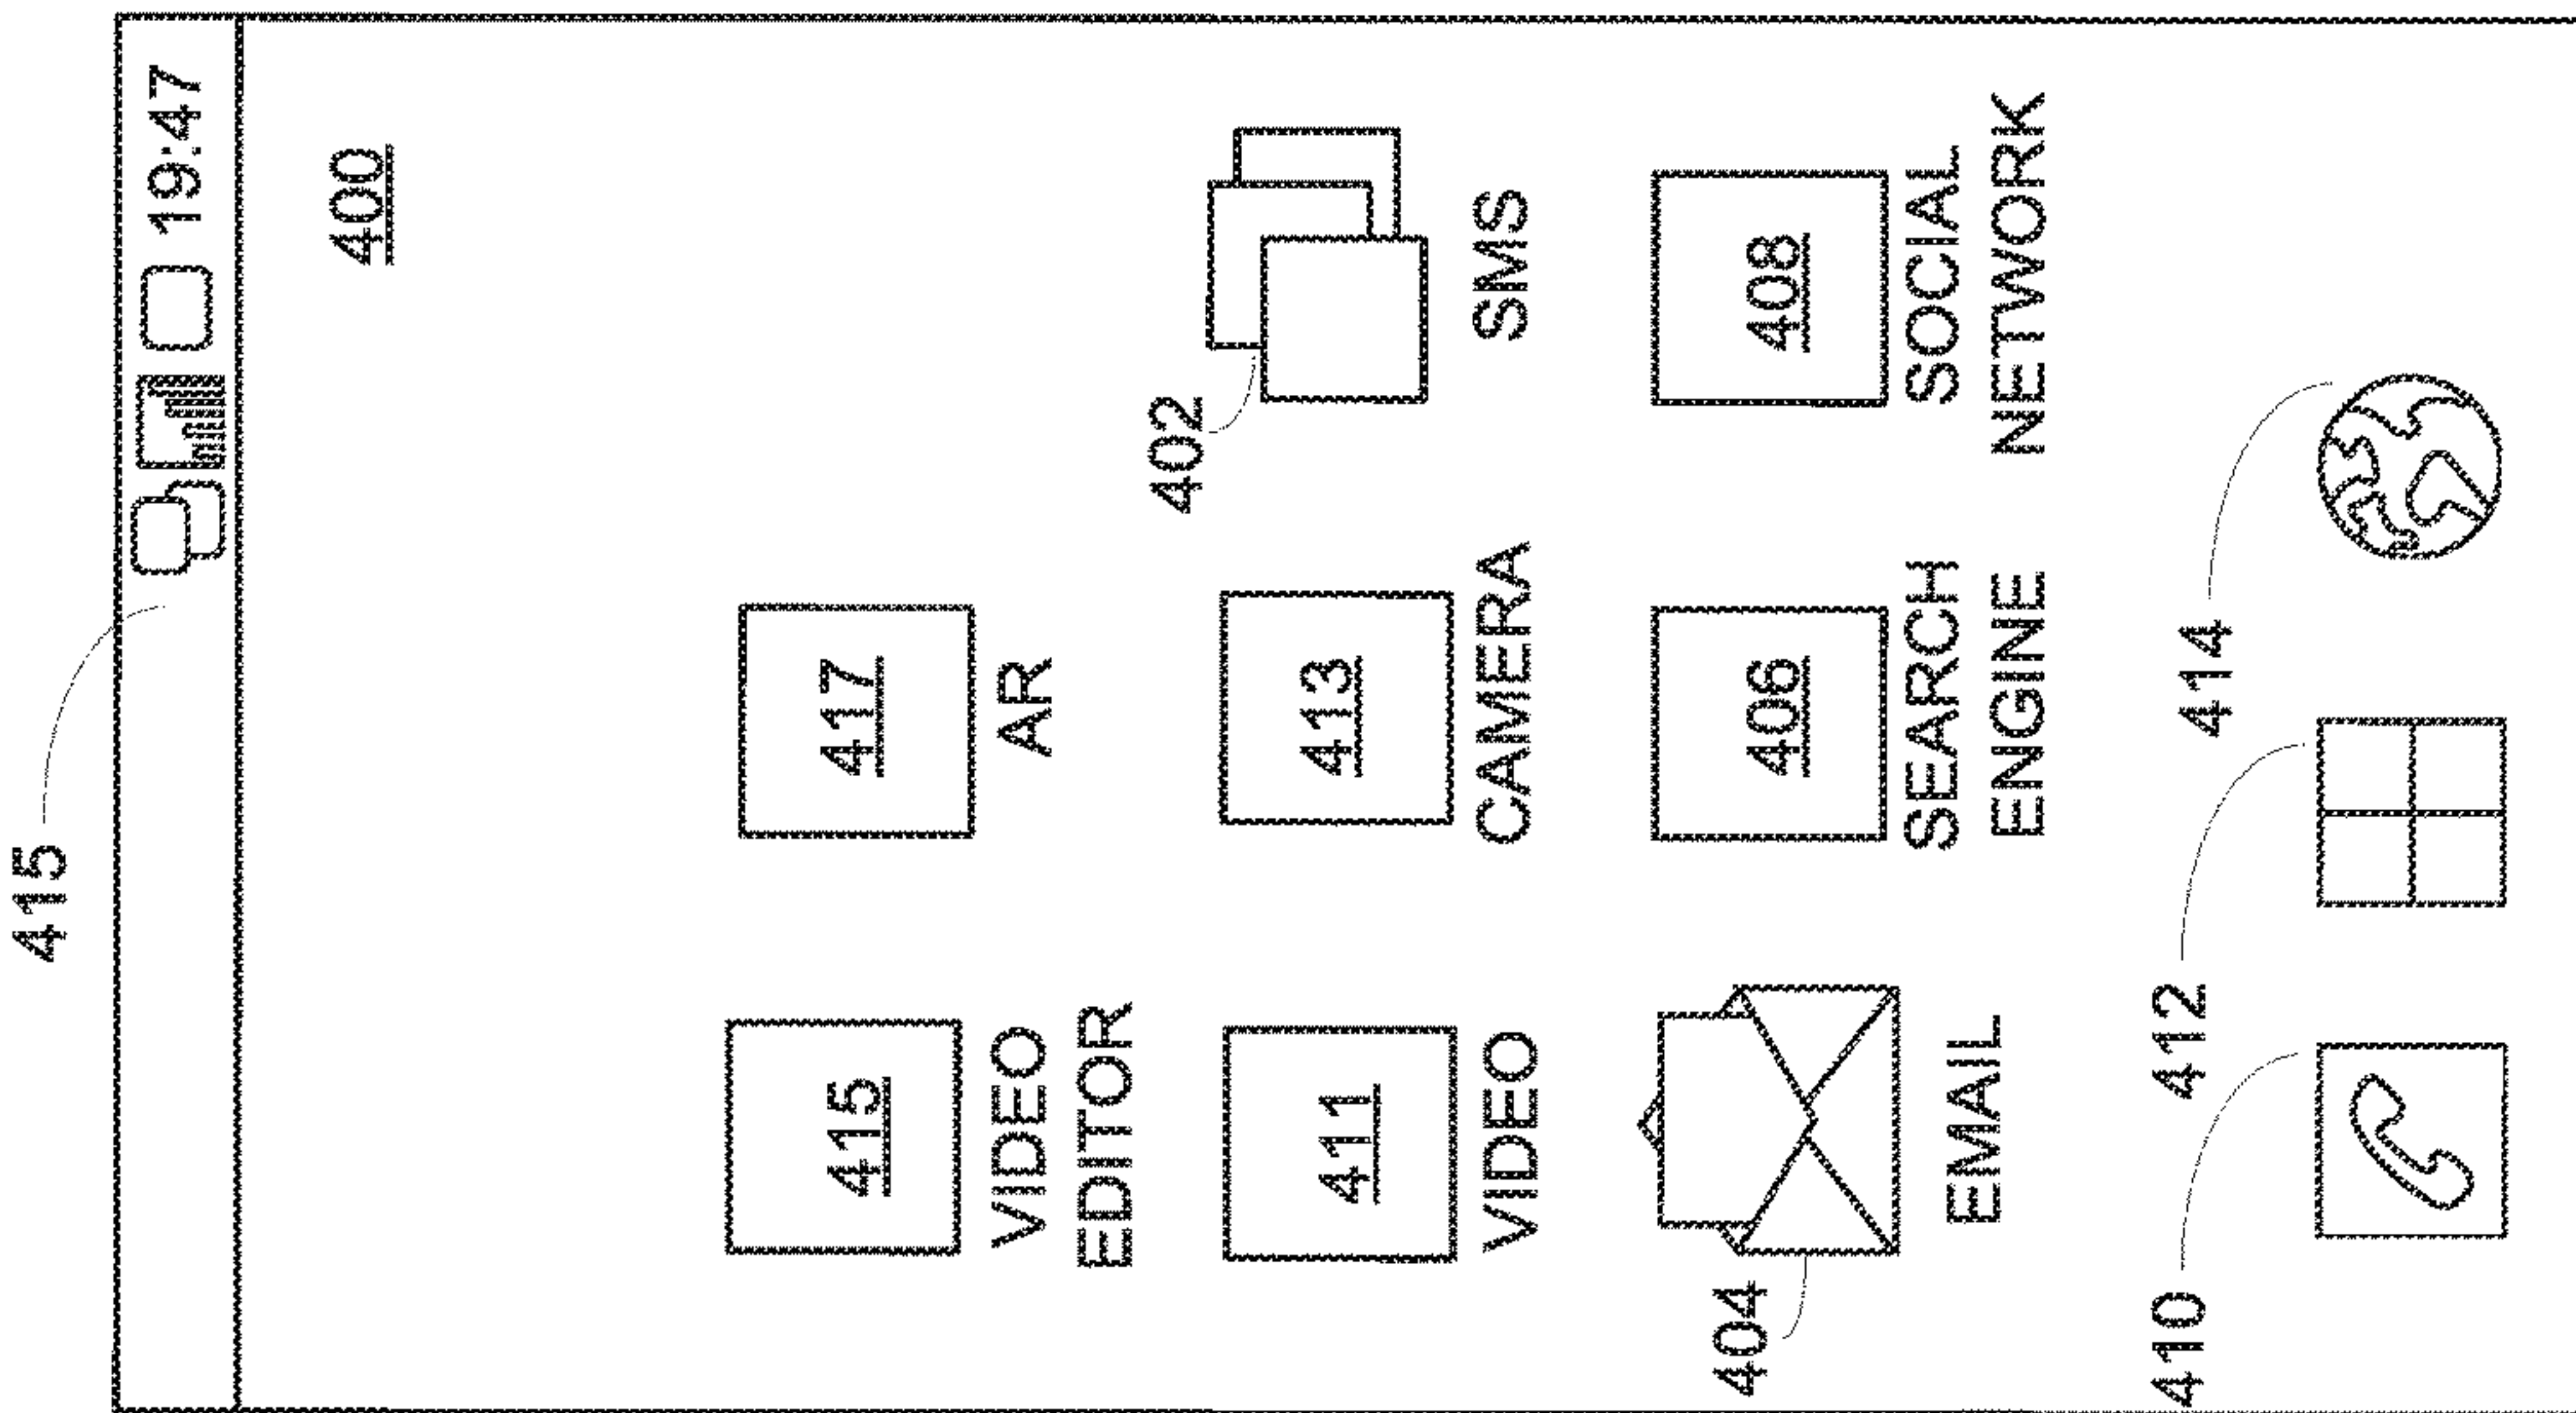 415
19:47
400
415
VIDEO
EDITOR
417
AR
411
VIDEO
413
CAMERA
402
SMS
404
EMAIL
406
SEARCH
ENGINE
408
SOCIAL
NETWORK
410
412
414